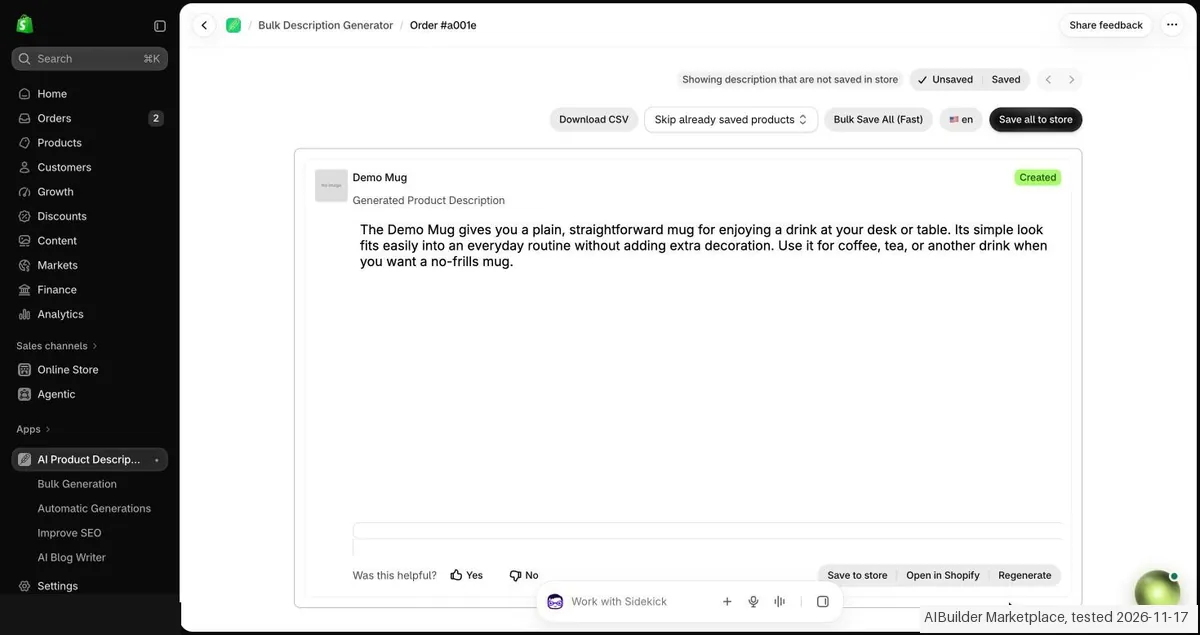 Search ⌘K
Home
Orders 2
Products
Customers
Growth
Discounts
Content
Markets
Finance
Analytics
Sales channels
Online Store
Agentic
Apps
AI Product Descrip...
Bulk Generation
Automatic Generations
Improve SEO
AI Blog Writer
Settings
/ Bulk Description Generator / Order #a001e
Share feedback
Showing description that are not saved in store Unsaved Saved
Download CSV Skip already saved products Bulk Save All (Fast) en Save all to store
No image
Demo Mug Created
Generated Product Description
The Demo Mug gives you a plain, straightforward mug for enjoying a drink at your desk or table. Its simple look
fits easily into an everyday routine without adding extra decoration. Use it for coffee, tea, or another drink when
you want a no-frills mug.
Was this helpful? Yes No Save to store Open in Shopify Regenerate
Work with Sidekick
AIBuilder Marketplace, tested 2026-11-17